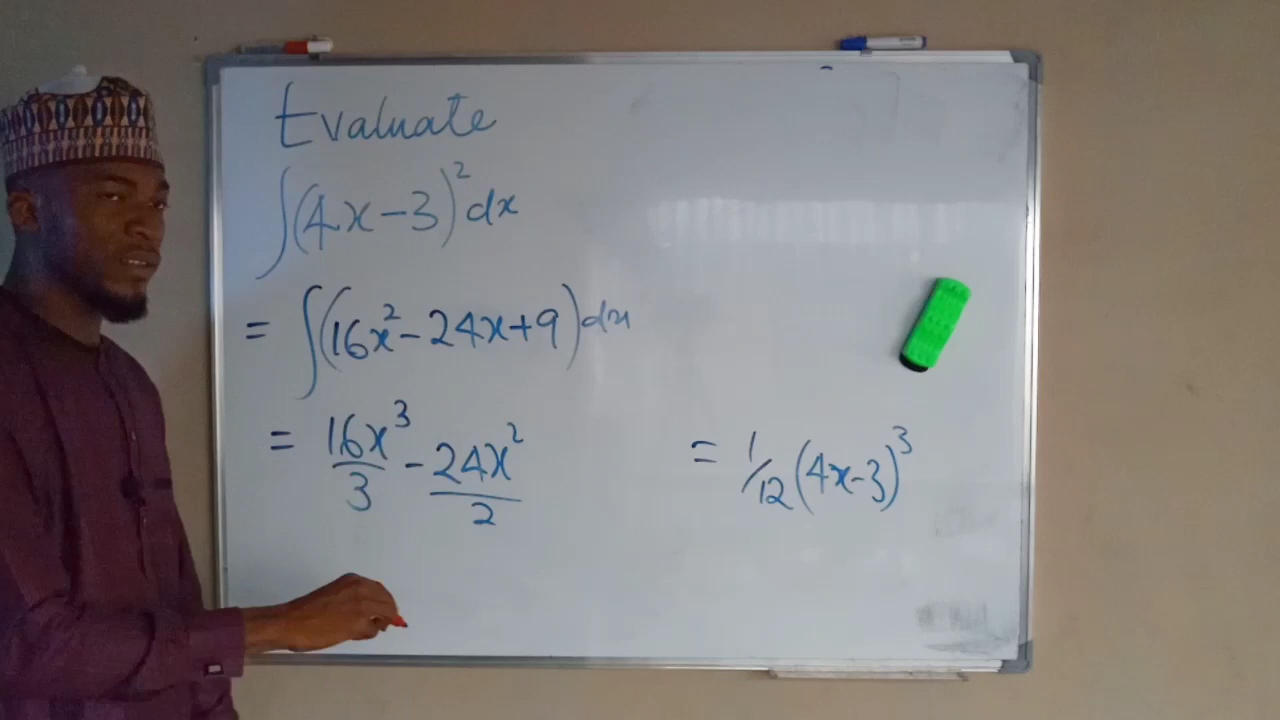 Evaluate
∫(4x-3)² dx
= ∫(16x² - 24x + 9) dx
= 16x³/3 - 24x²/2
= 1/12 (4x-3)³